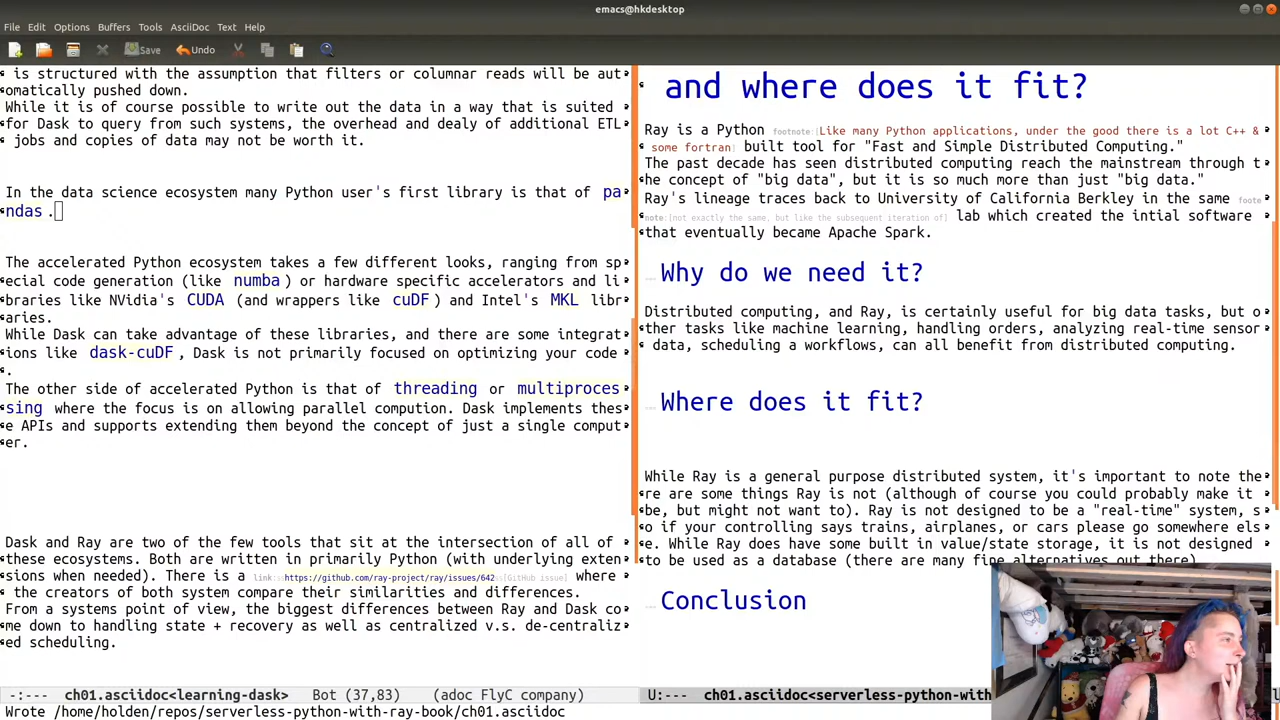 emacs@hkdesktop
File Edit Options Buffers Tools AsciiDoc Text Help
Save Undo
is structured with the assumption that filters or columnar reads will be aut
omatically pushed down.
While it is of course possible to write out the data in a way that is suited
for Dask to query from such systems, the overhead and dealy of additional ETL
jobs and copies of data may not be worth it.
In the data science ecosystem many Python user's first library is that of pa
ndas.
The accelerated Python ecosystem takes a few different looks, ranging from sp
ecial code generation (like numba) or hardware specific accelerators and li
braries like NVidia's CUDA (and wrappers like cuDF) and Intel's MKL libr
aries.
While Dask can take advantage of these libraries, and there are some integrat
ions like dask-cuDF, Dask is not primarily focused on optimizing your code
.
The other side of accelerated Python is that of threading or multiproces
sing where the focus is on allowing parallel compution. Dask implements thes
e APIs and supports extending them beyond the concept of just a single comput
er.
Dask and Ray are two of the few tools that sit at the intersection of all of
these ecosystems. Both are written in primarily Python (with underlying exten
sions when needed). There is a link:https://github.com/ray-project/ray/issues/642[GitHub issue] where
the creators of both system compare their similarities and differences.
From a systems point of view, the biggest differences between Ray and Dask co
me down to handling state + recovery as well as centralized v.s. de-centraliz
ed scheduling.
-:--- ch01.asciidoc<learning-dask> Bot (37,83) (adoc FlyC company)
and where does it fit?
Ray is a Python footnote:[Like many Python applications, under the good there is a lot C++ &
some fortran] built tool for "Fast and Simple Distributed Computing."
The past decade has seen distributed computing reach the mainstream through t
he concept of "big data", but it is so much more than just "big data."
Ray's lineage traces back to University of California Berkley in the same foote
note:[not exactly the same, but like the subsequent iteration of] lab which created the intial software
that eventually became Apache Spark.
Why do we need it?
Distributed computing, and Ray, is certainly useful for big data tasks, but o
ther tasks like machine learning, handling orders, analyzing real-time sensor
data, scheduling a workflows, can all benefit from distributed computing.
Where does it fit?
While Ray is a general purpose distributed system, it's important to note the
re are some things Ray is not (although of course you could probably make it
be, but might not want to). Ray is not designed to be a "real-time" system, s
o if your controlling says trains, airplanes, or cars please go somewhere els
e. While Ray does have some built in value/state storage, it is not designed
to be used as a database (there are many fine alternatives out there)
Conclusion
U:--- ch01.asciidoc<serverless-python-with
Wrote /home/holden/repos/serverless-python-with-ray-book/ch01.asciidoc